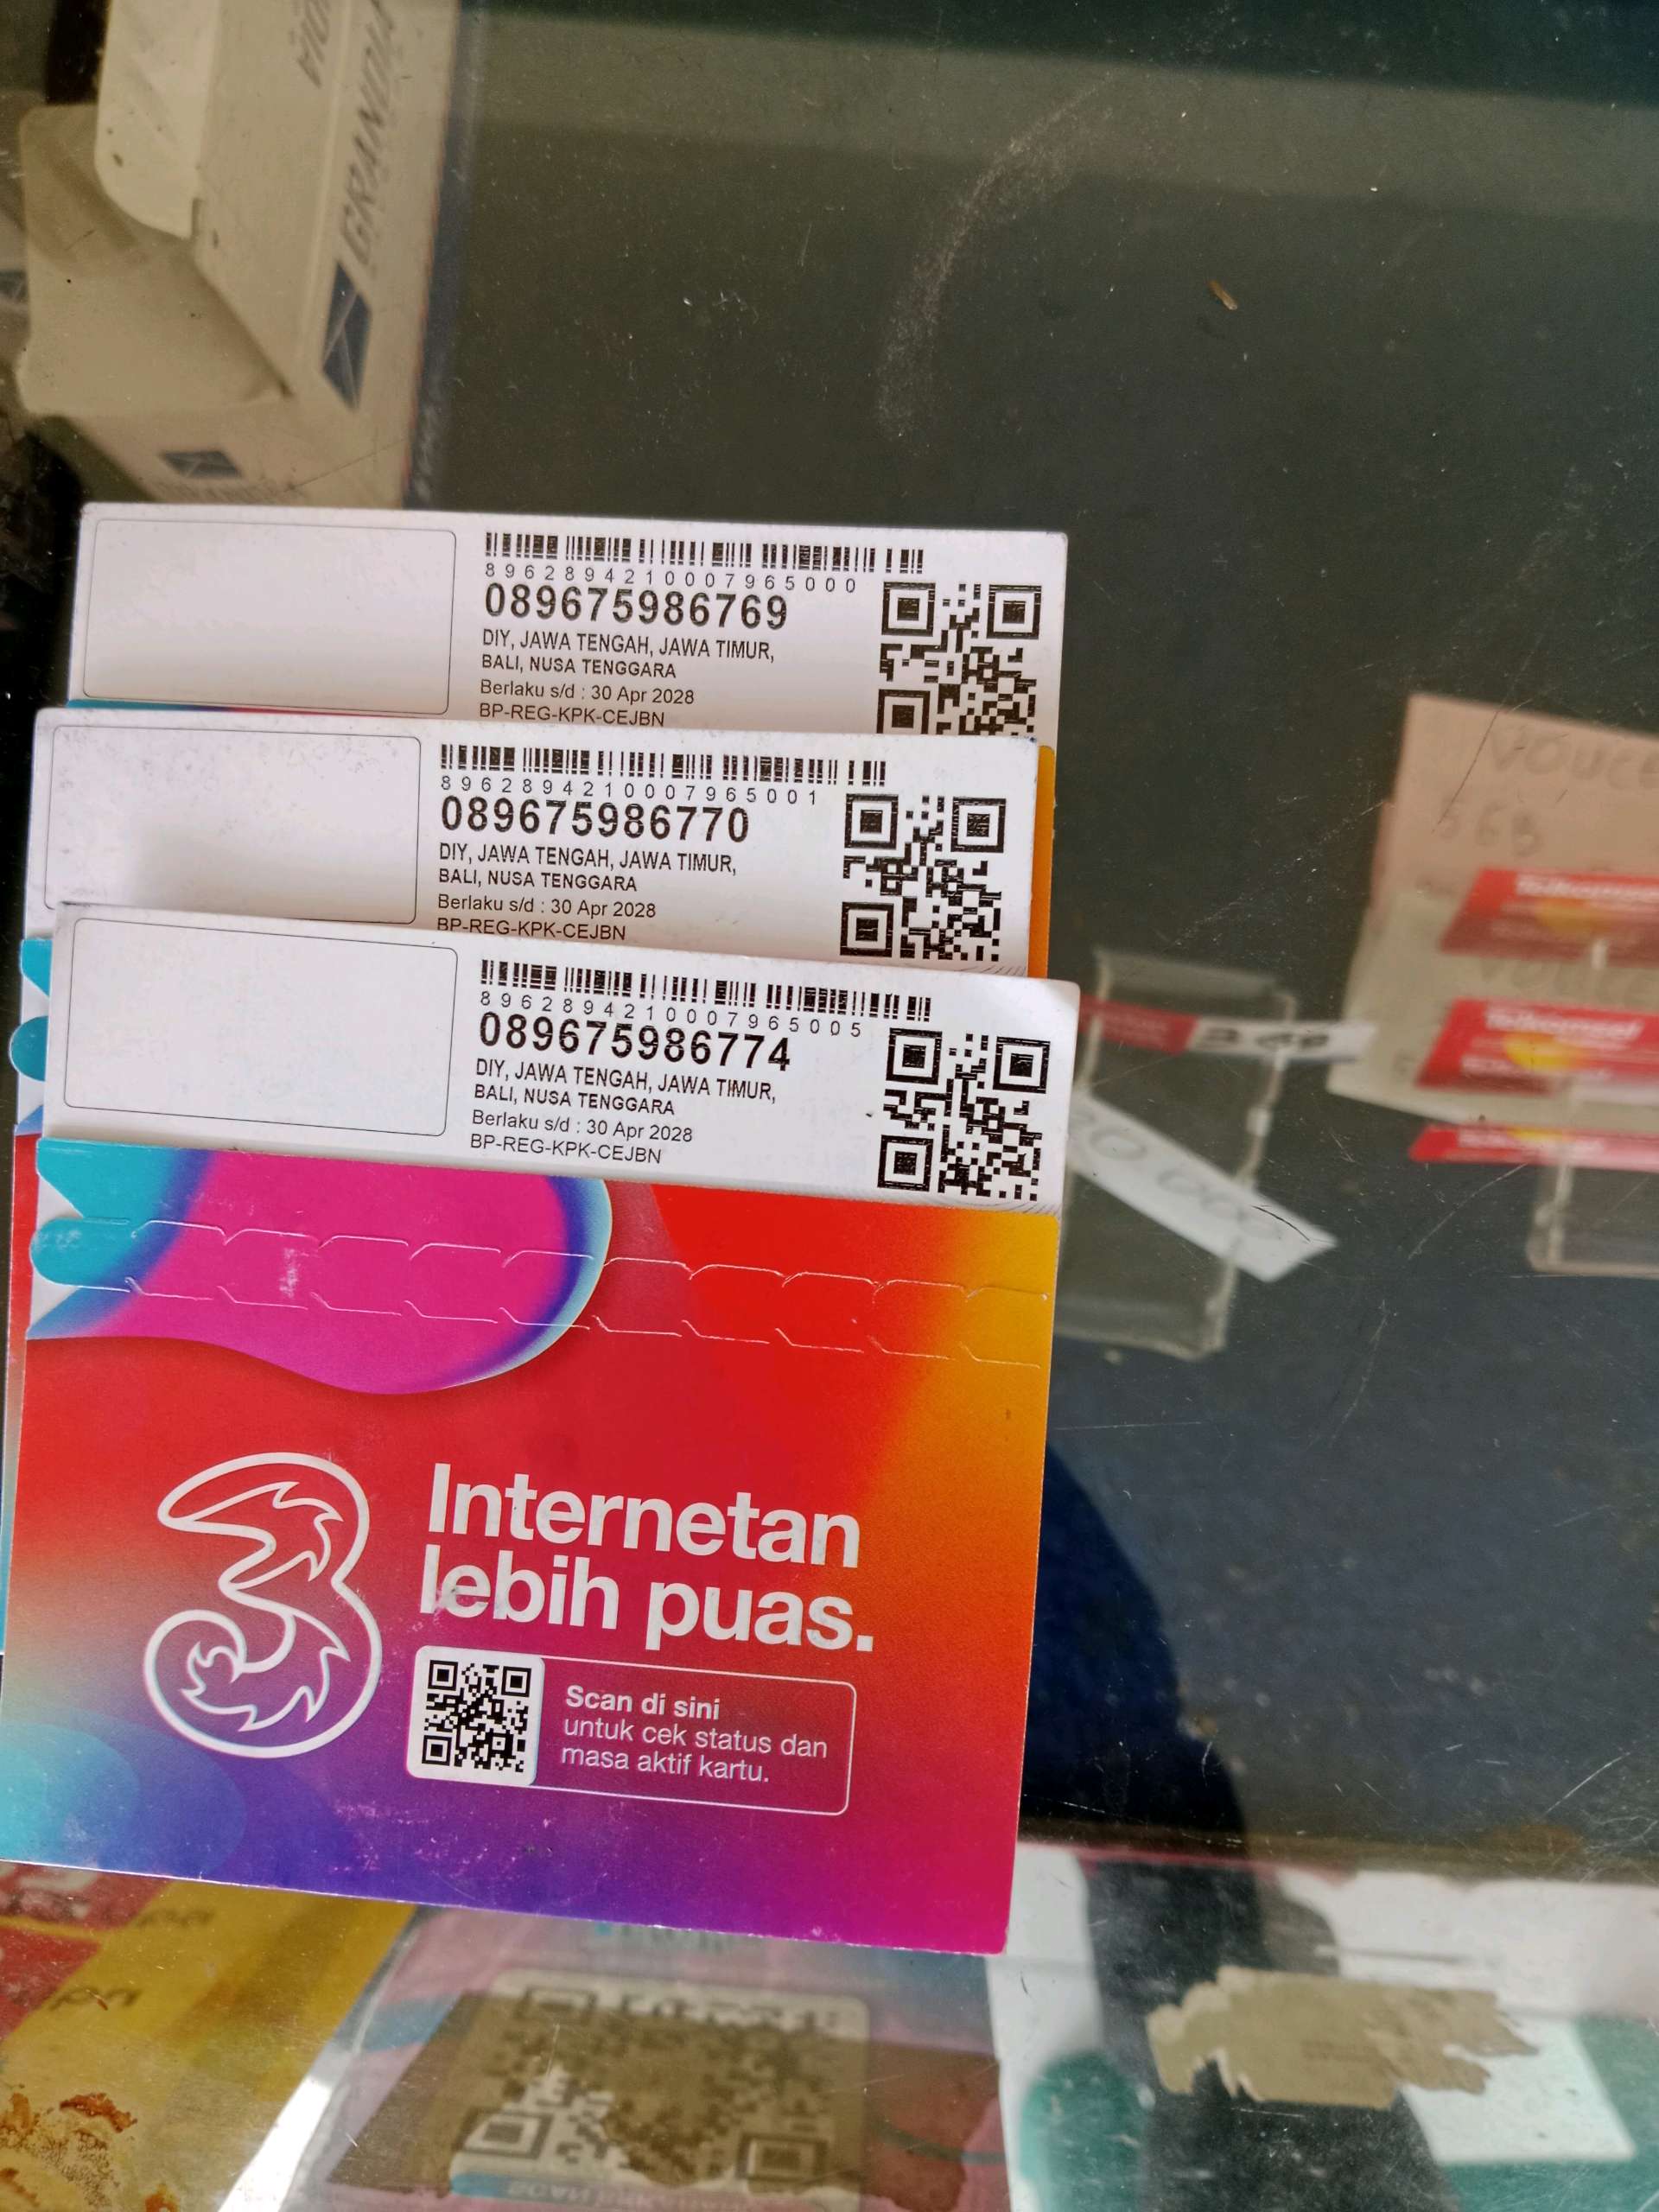 GRANDIA
8962894210007965000
089675986769
DIY, JAWA TENGAH, JAWA TIMUR,
BALI, NUSA TENGGARA
Berlaku s/d : 30 Apr 2028
BP-REG-KPK-CEJBN
8962894210007965001
089675986770
DIY, JAWA TENGAH, JAWA TIMUR,
BALI, NUSA TENGGARA
Berlaku s/d : 30 Apr 2028
BP-REG-KPK-CEJBN
8962894210007965005
089675986774
DIY, JAWA TENGAH, JAWA TIMUR,
BALI, NUSA TENGGARA
Berlaku s/d : 30 Apr 2028
BP-REG-KPK-CEJBN
3
Internetan
lebih puas.
Scan di sini
untuk cek status dan
masa aktif kartu.
Telkomsel
Telkomsel